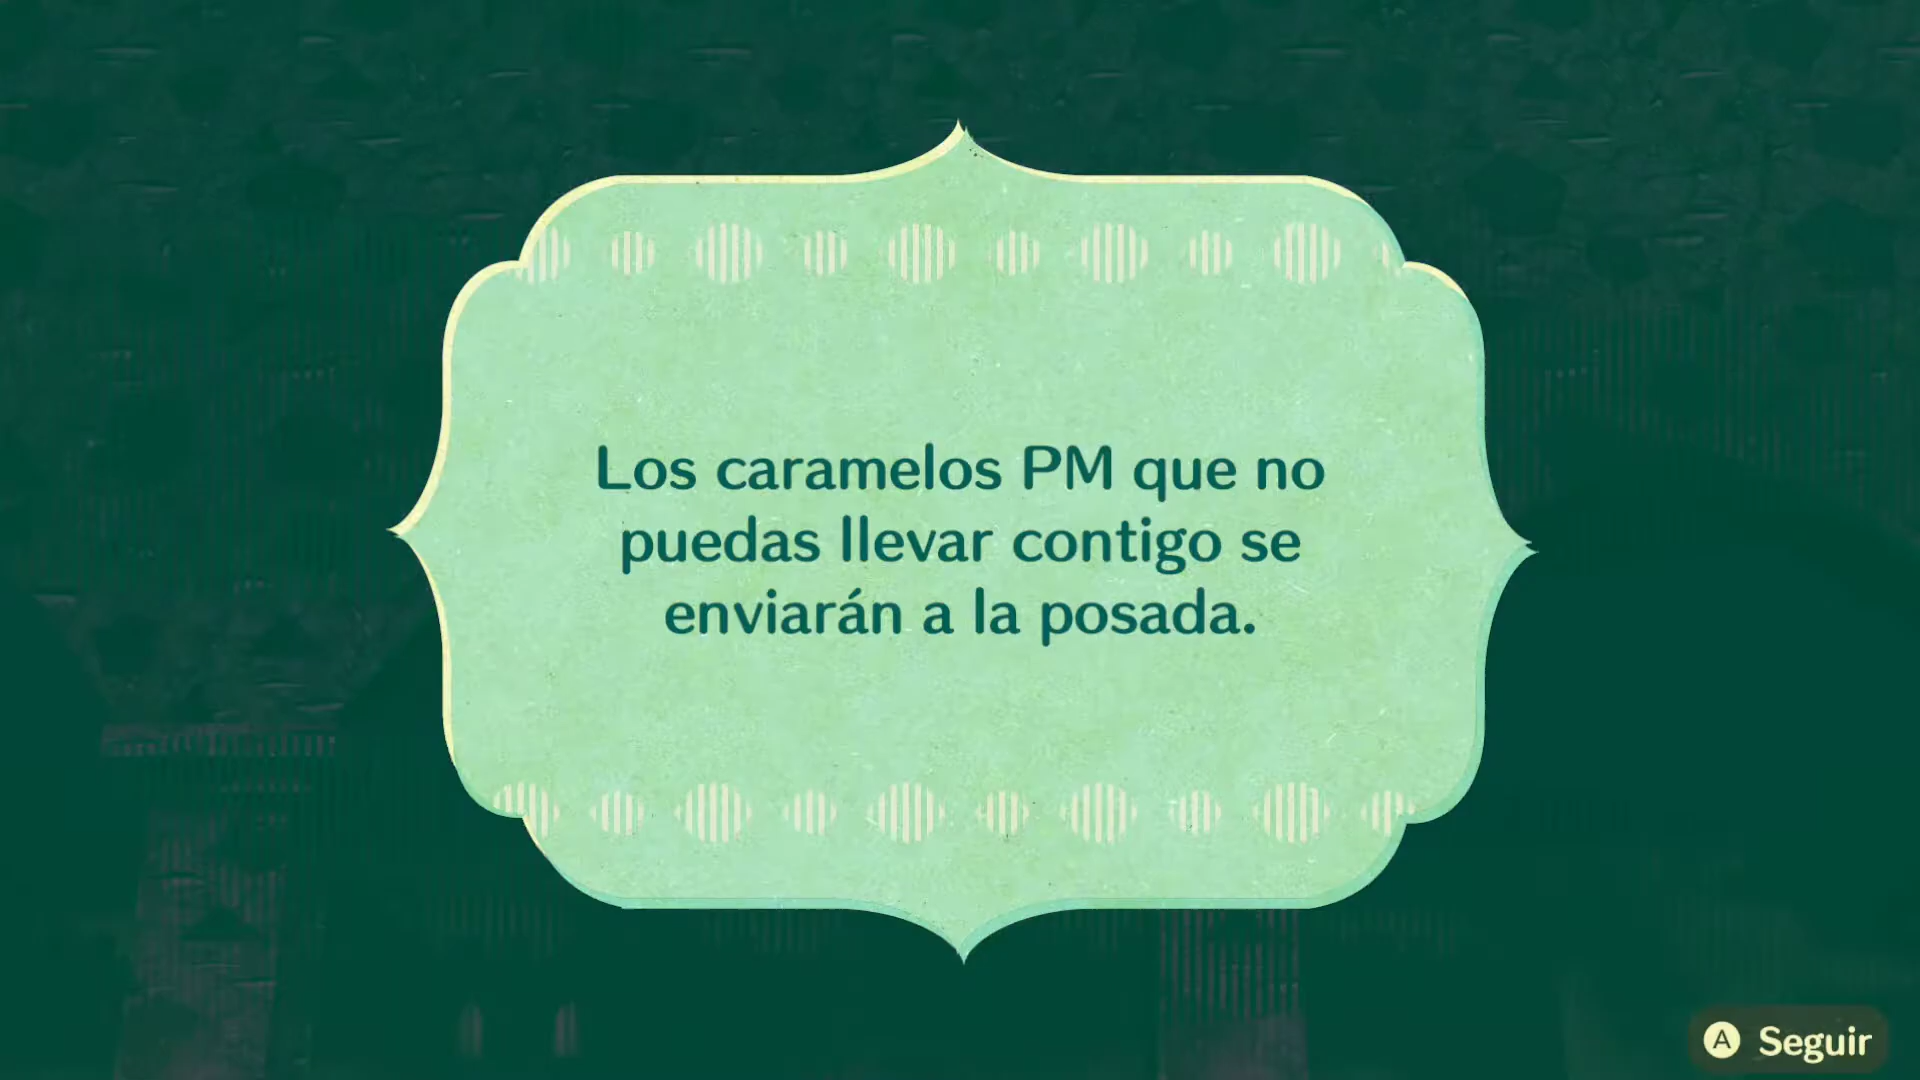 Los caramelos PM que no
puedas llevar contigo se
enviarán a la posada.
A Seguir